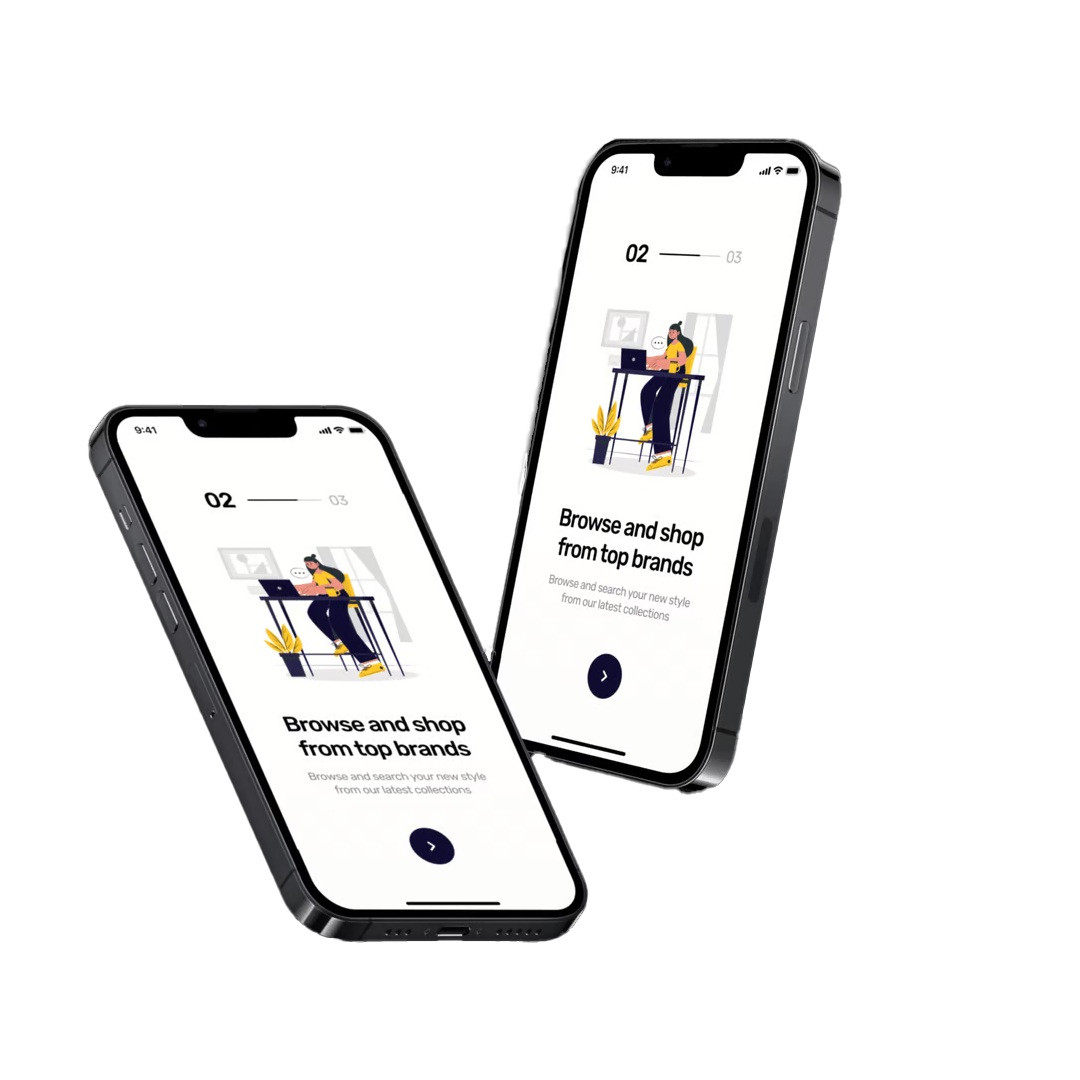 9:41
02 03
Browse and shop
from top brands
Browse and search your new style
from our latest collections
9:41
02 03
Browse and shop
from top brands
Browse and search your new style
from our latest collections